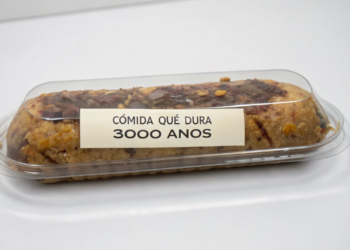 CÓMIDA QUÉ DURA
3000 ANOS